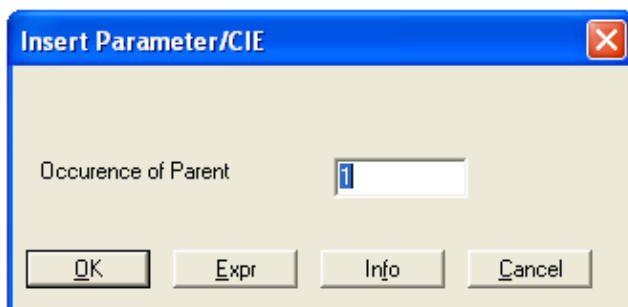 Insert Parameter/CIE
Occurence of Parent 1
OK Expr Info Cancel